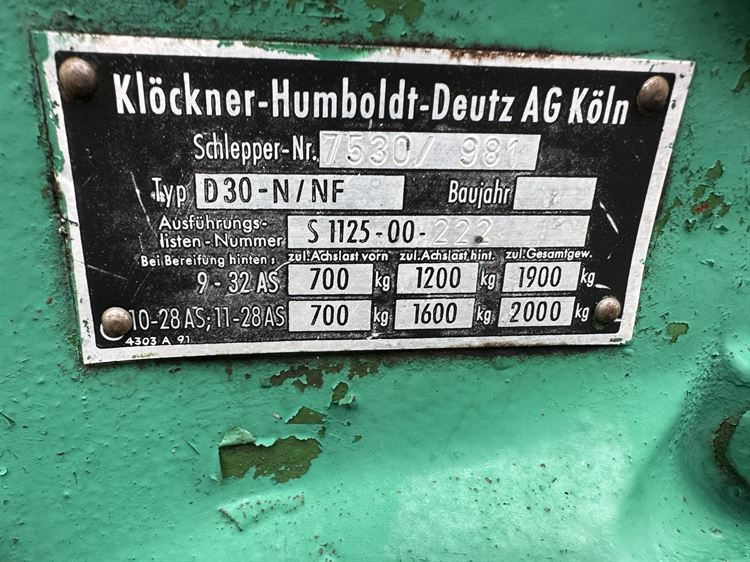 Klöckner-Humboldt-Deutz AG Köln
Schlepper-Nr. 7530/ 981
Typ D30-N/NF Baujahr
Ausführungs-
listen-Nummer S 1125-00-222
Bei Bereifung hinten: zul. Achslast vorn zul. Achslast hint. zul. Gesamtgew.
9-32 AS 700 kg 1200 kg 1900 kg
10-28 AS; 11-28 AS 700 kg 1600 kg 2000 kg
4303 A 91